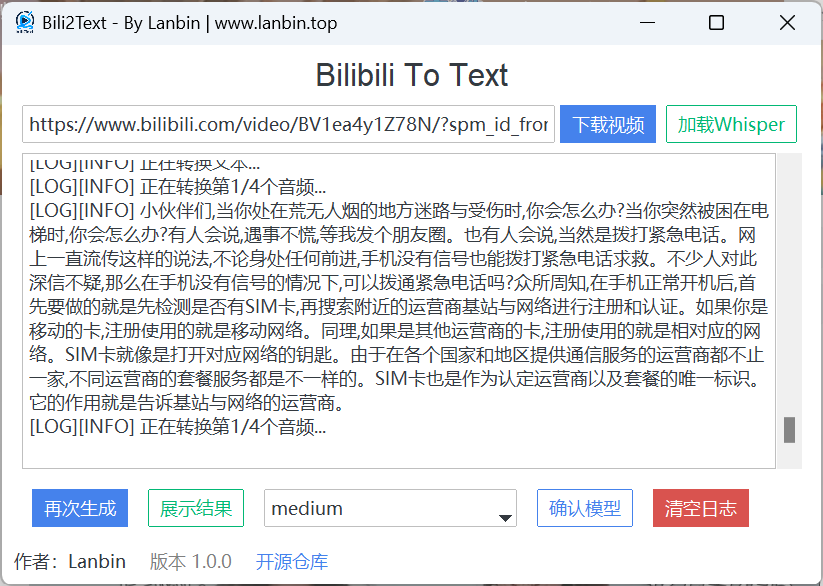 Bili2Text - By Lanbin | www.lanbin.top
Bilibili To Text
https://www.bilibili.com/video/BV1ea4y1Z78N/?spm_id_fror
下载视频
加载Whisper
[LOG][INFO] 正在转换文本...
[LOG][INFO] 正在转换第1/4个音频...
[LOG][INFO] 小伙伴们,当你处在荒无人烟的地方迷路与受伤时,你会怎么办?当你突然被困在电
梯时,你会怎么办?有人会说,遇事不慌,等我发个朋友圈。也有人会说,当然是拨打紧急电话。网
上一直流传这样的说法,不论身处任何前进,手机没有信号也能拨打紧急电话求救。不少人对此
深信不疑,那么在手机没有信号的情况下,可以拨通紧急电话吗?众所周知,在手机正常开机后,首
先要做的就是先检测是否有SIM卡,再搜索附近的运营商基站与网络进行注册和认证。如果你是
移动的卡,注册使用的就是移动网络。同理,如果是其他运营商的卡,注册使用的就是相对应的网
络。SIM卡就像是打开对应网络的钥匙。由于在各个国家和地区提供通信服务的运营商都不止
一家,不同运营商的套餐服务都是不一样的。SIM卡也是作为认定运营商以及套餐的唯一标识。
它的作用就是告诉基站与网络的运营商。
[LOG][INFO] 正在转换第1/4个音频...
再次生成
展示结果
medium
确认模型
清空日志
作者：Lanbin
版本 1.0.0
开源仓库